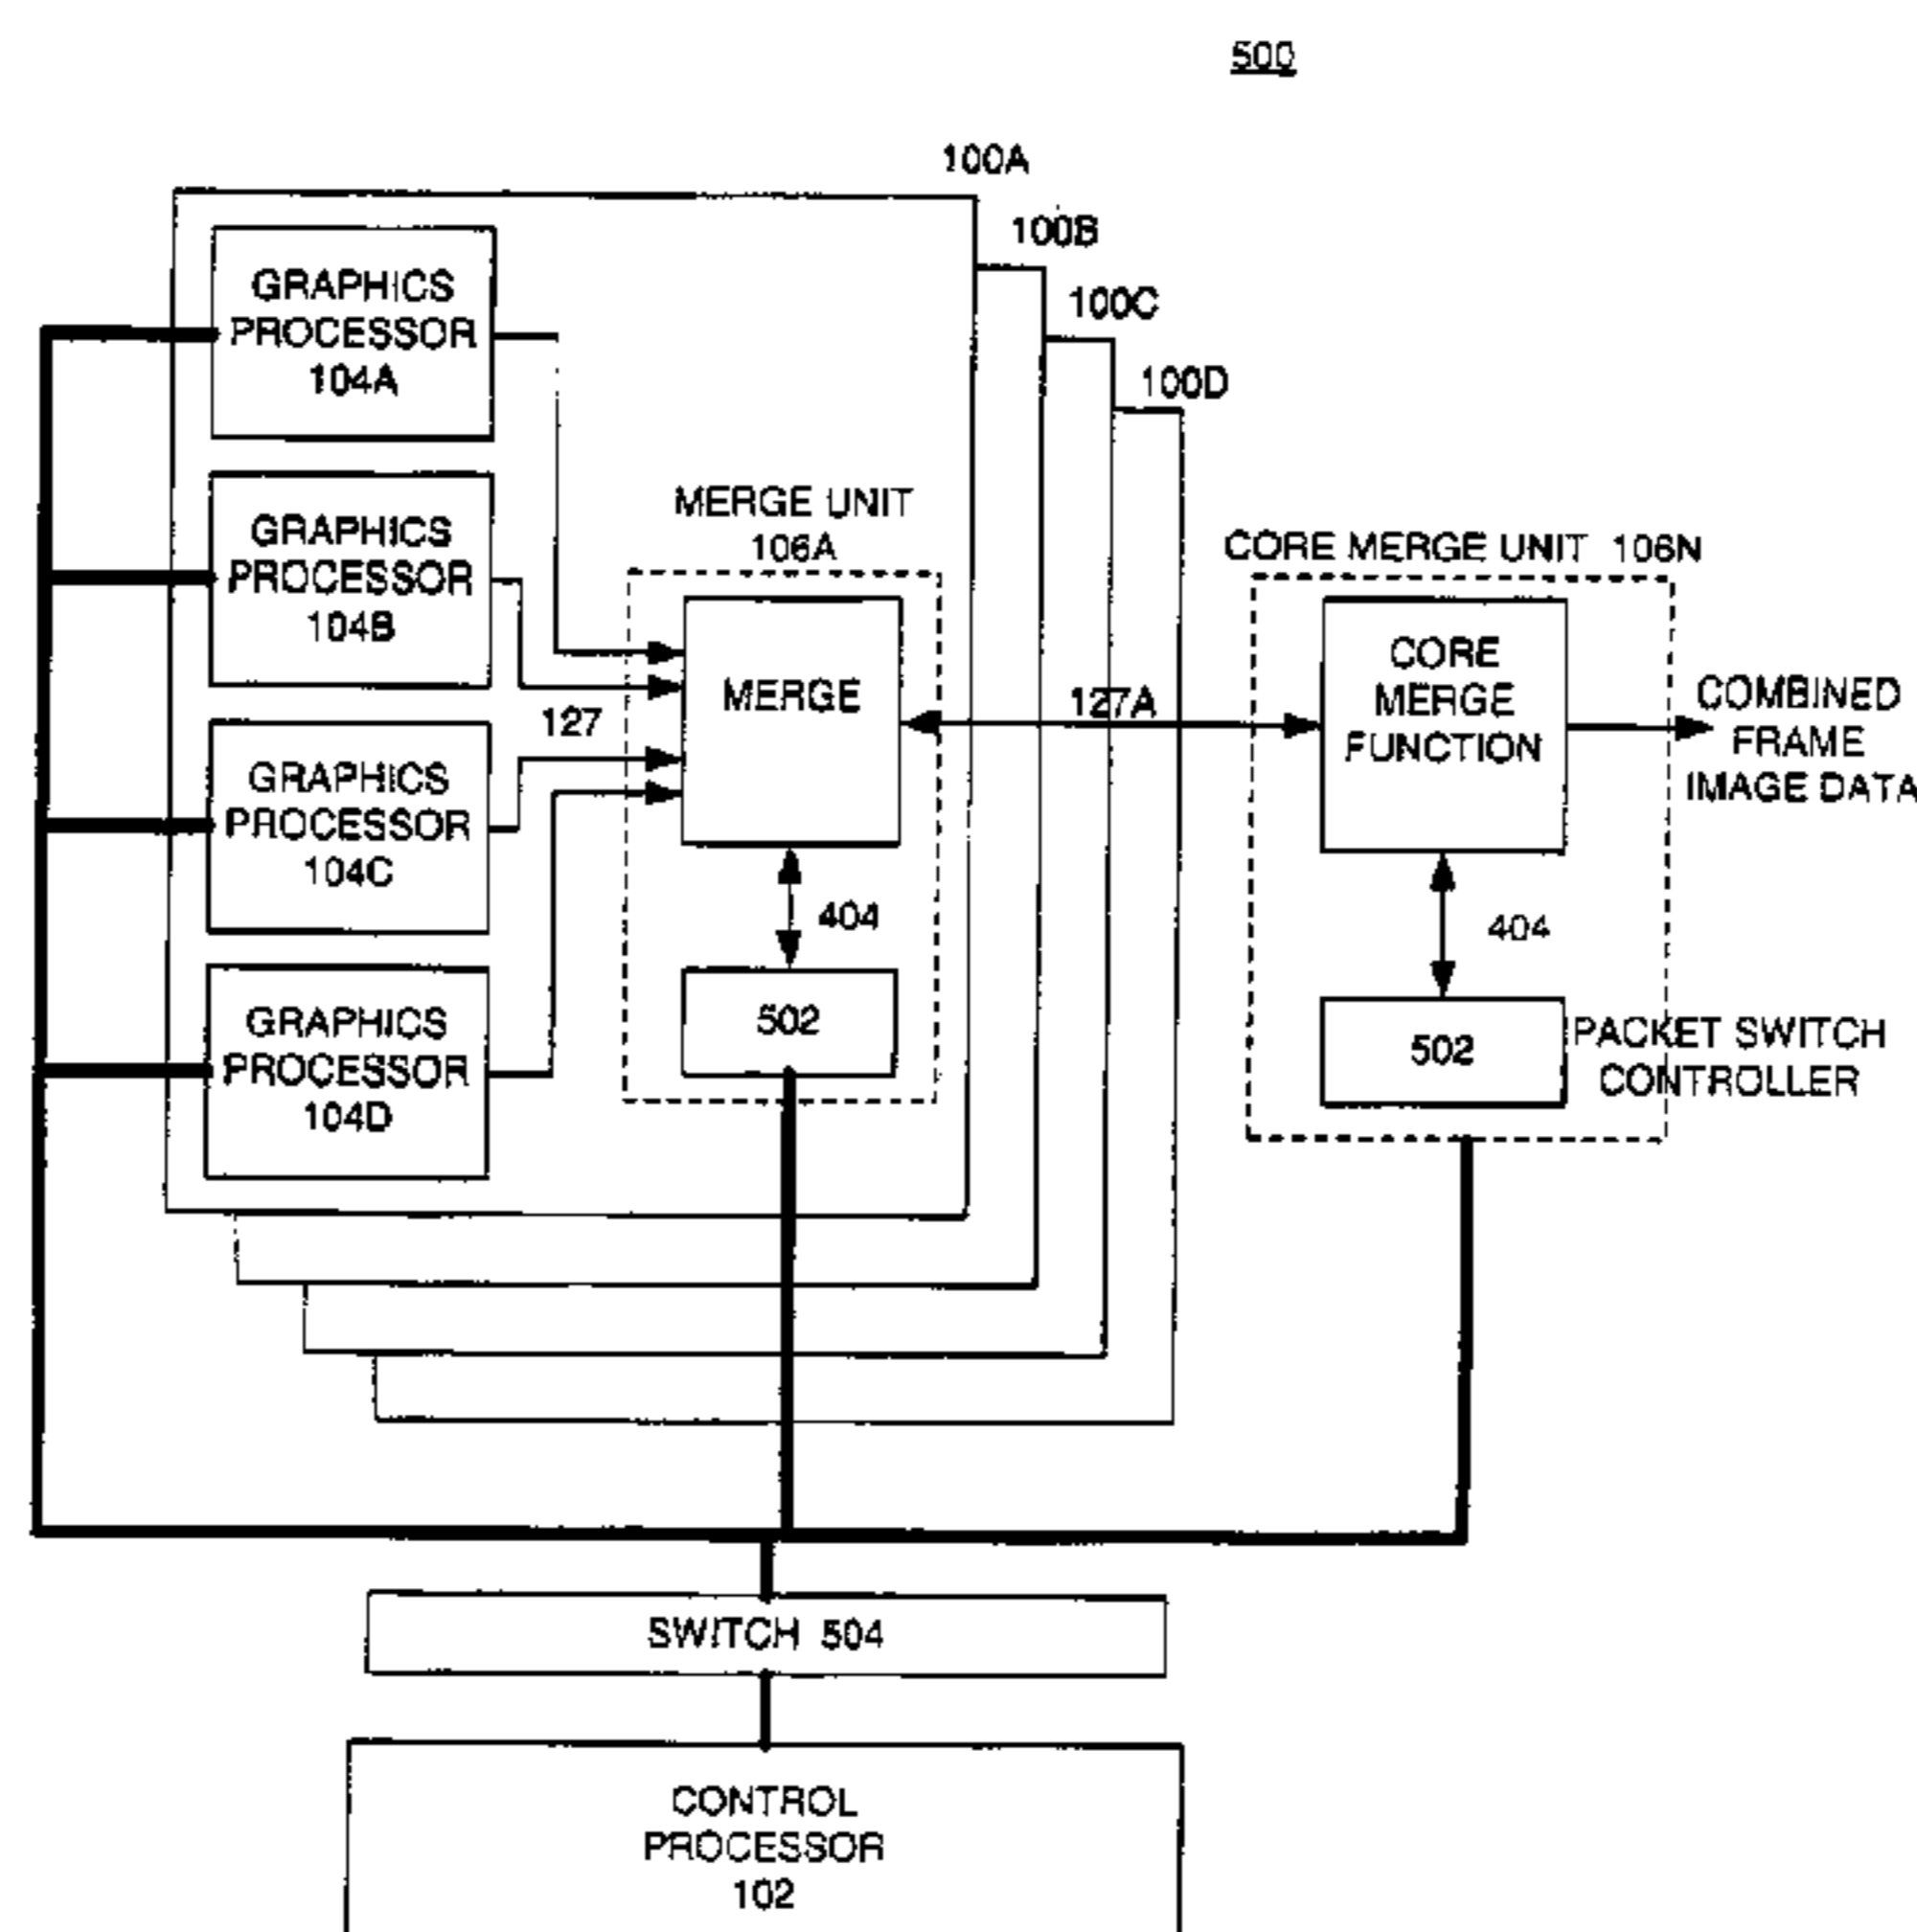 500
100A
100B
100C
100D
GRAPHICS
PROCESSOR
104A
GRAPHICS
PROCESSOR
104B
GRAPHICS
PROCESSOR
104C
GRAPHICS
PROCESSOR
104D
127
MERGE UNIT
106A
MERGE
404
502
127A
CORE MERGE UNIT 106N
CORE
MERGE
FUNCTION
404
502
PACKET SWITCH
CONTROLLER
COMBINED
FRAME
IMAGE DATA
SWITCH 504
CONTROL
PROCESSOR
102